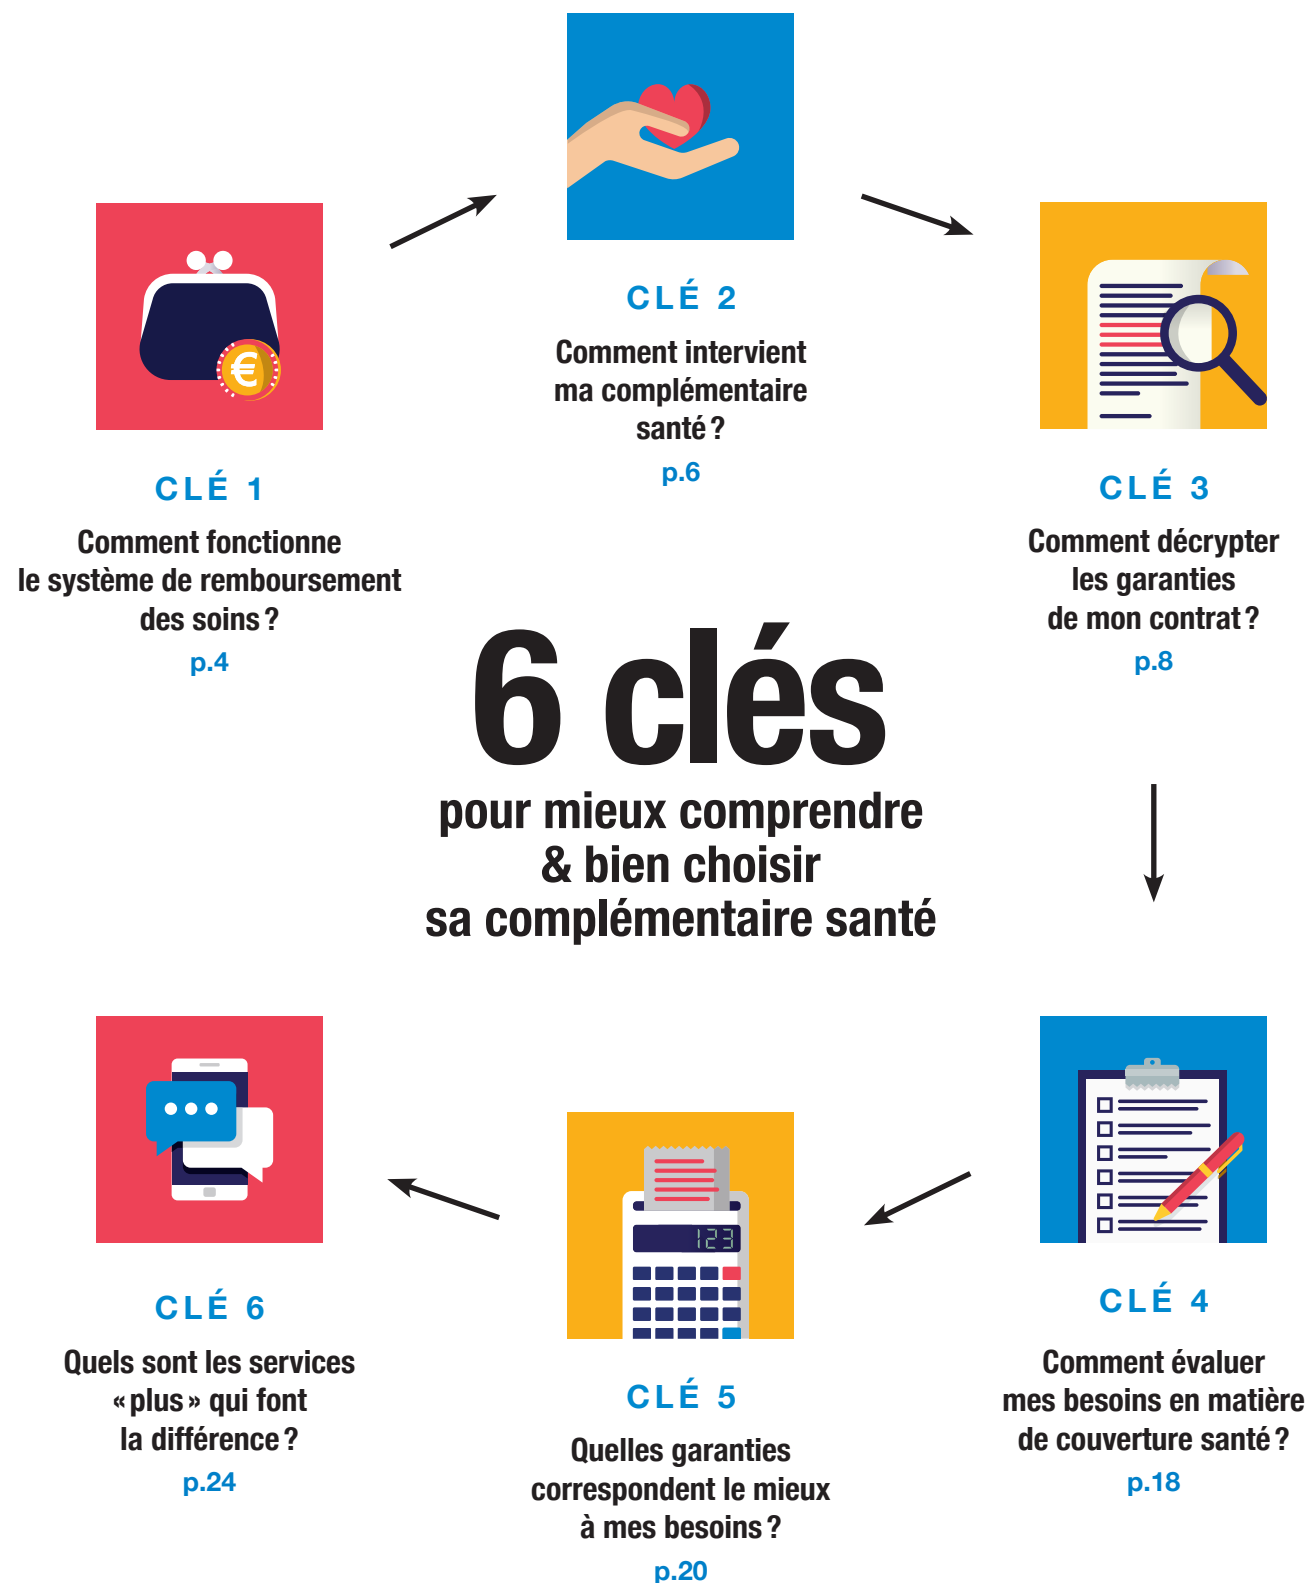 CLÉ 1
Comment fonctionne
le système de remboursement
des soins ?
p.4
CLÉ 2
Comment intervient
ma complémentaire
santé ?
p.6
CLÉ 3
Comment décrypter
les garanties
de mon contrat ?
p.8
6 clés
pour mieux comprendre
& bien choisir
sa complémentaire santé
CLÉ 4
Comment évaluer
mes besoins en matière
de couverture santé ?
p.18
123
CLÉ 5
Quelles garanties
correspondent le mieux
à mes besoins ?
p.20
CLÉ 6
Quels sont les services
« plus » qui font
la différence ?
p.24
€